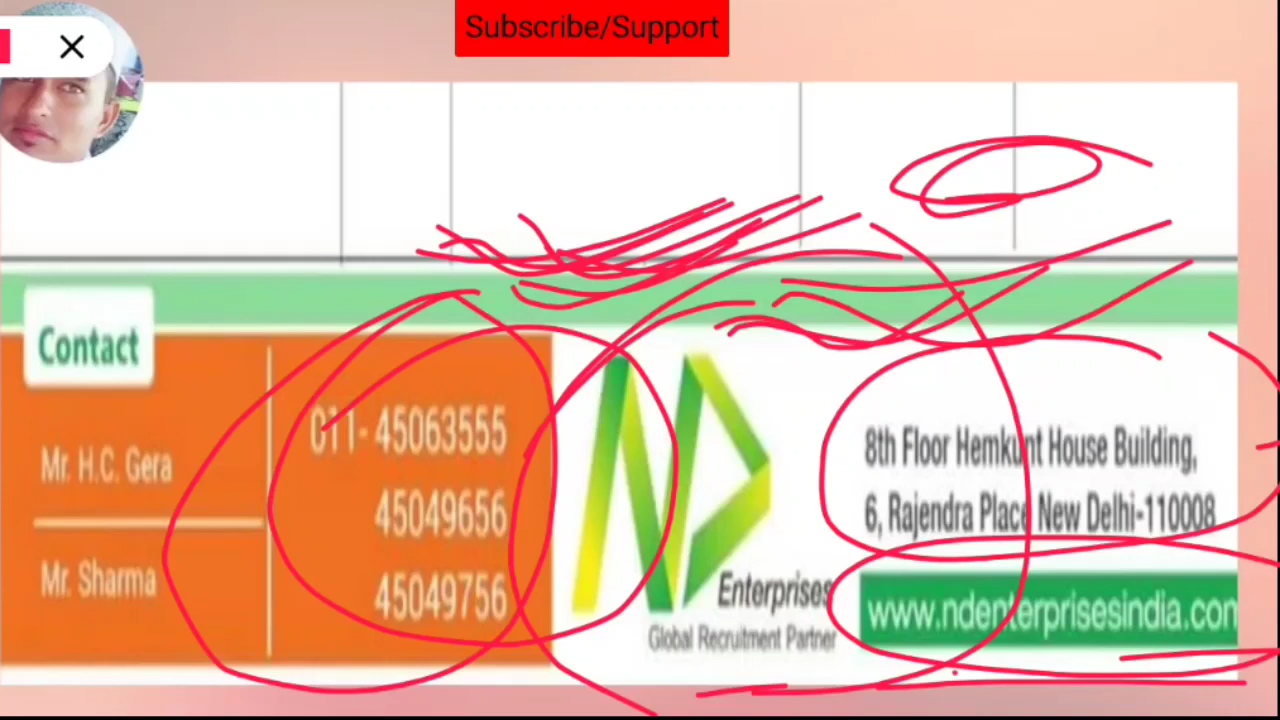 Subscribe/Support
Contact
Mr. H.C. Gera
Mr. Sharma
011- 45063555
45049656
45049756
ND
Enterprises
Global Recruitment Partner
8th Floor Hemkunt House Building,
6, Rajendra Place New Delhi-110008
www.ndenterprisesindia.com